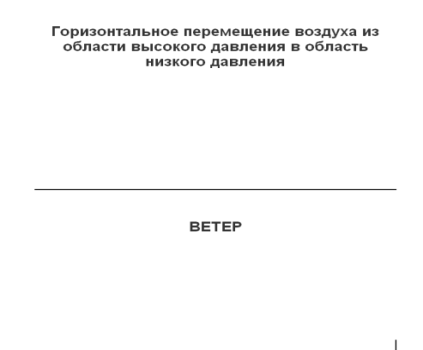 Горизонтальное перемещение воздуха из
области высокого давления в область
низкого давления
ВЕТЕР